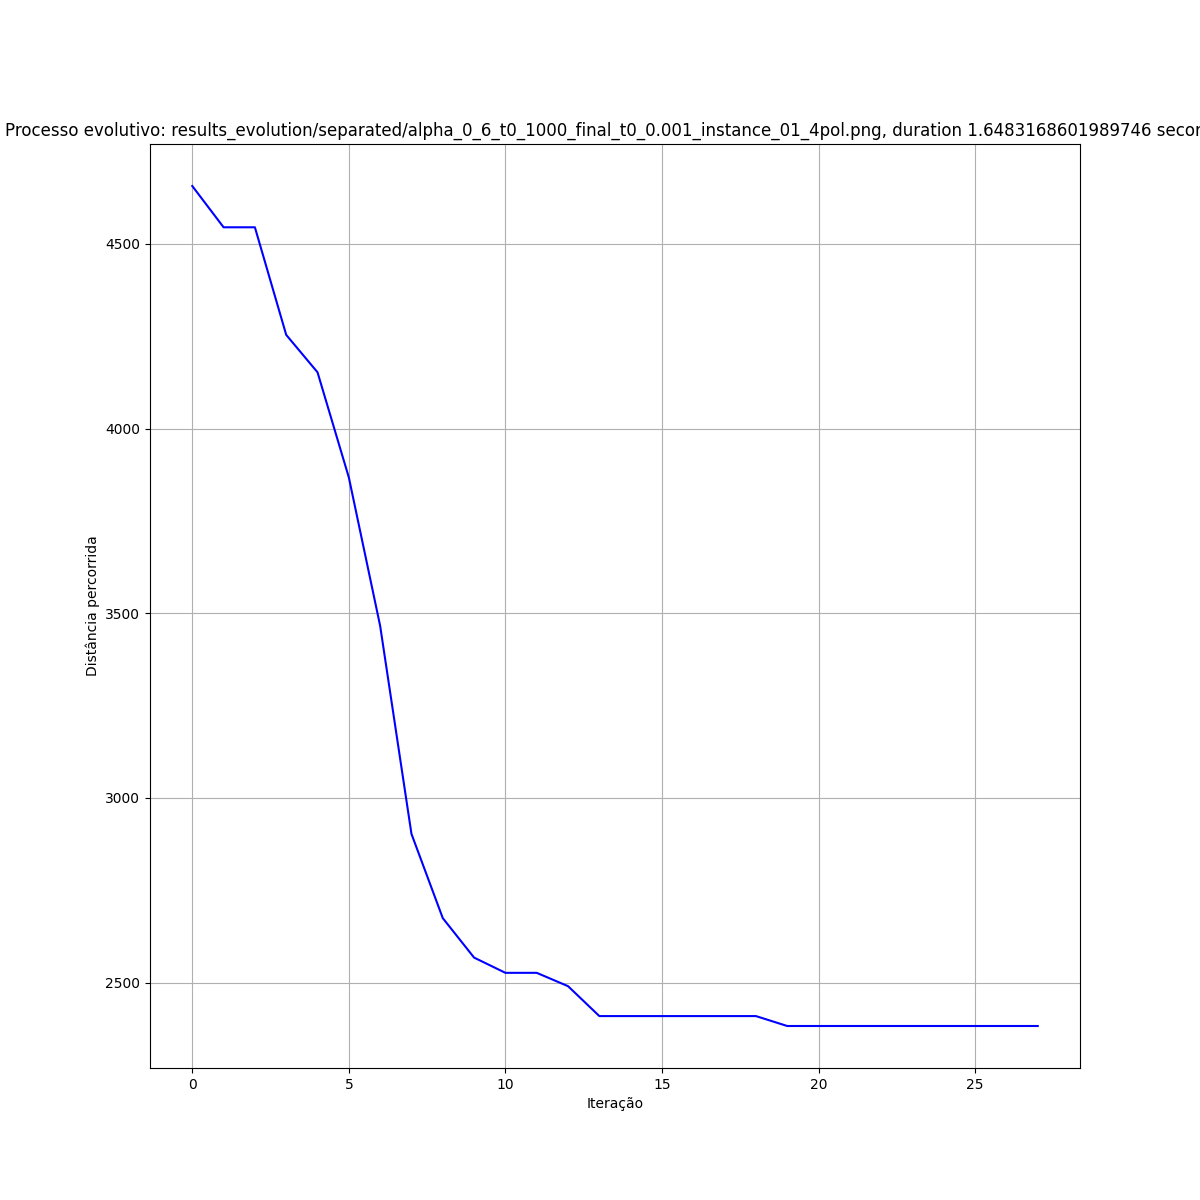 Processo evolutivo: results_evolution/separated/alpha_0_6_t0_1000_final_t0_0.001_instance_01_4pol.png, duration 1.6483168601989746 secon
4500
4000
3500
3000
2500
Distância percorrida
0 5 10 15 20 25
Iteração